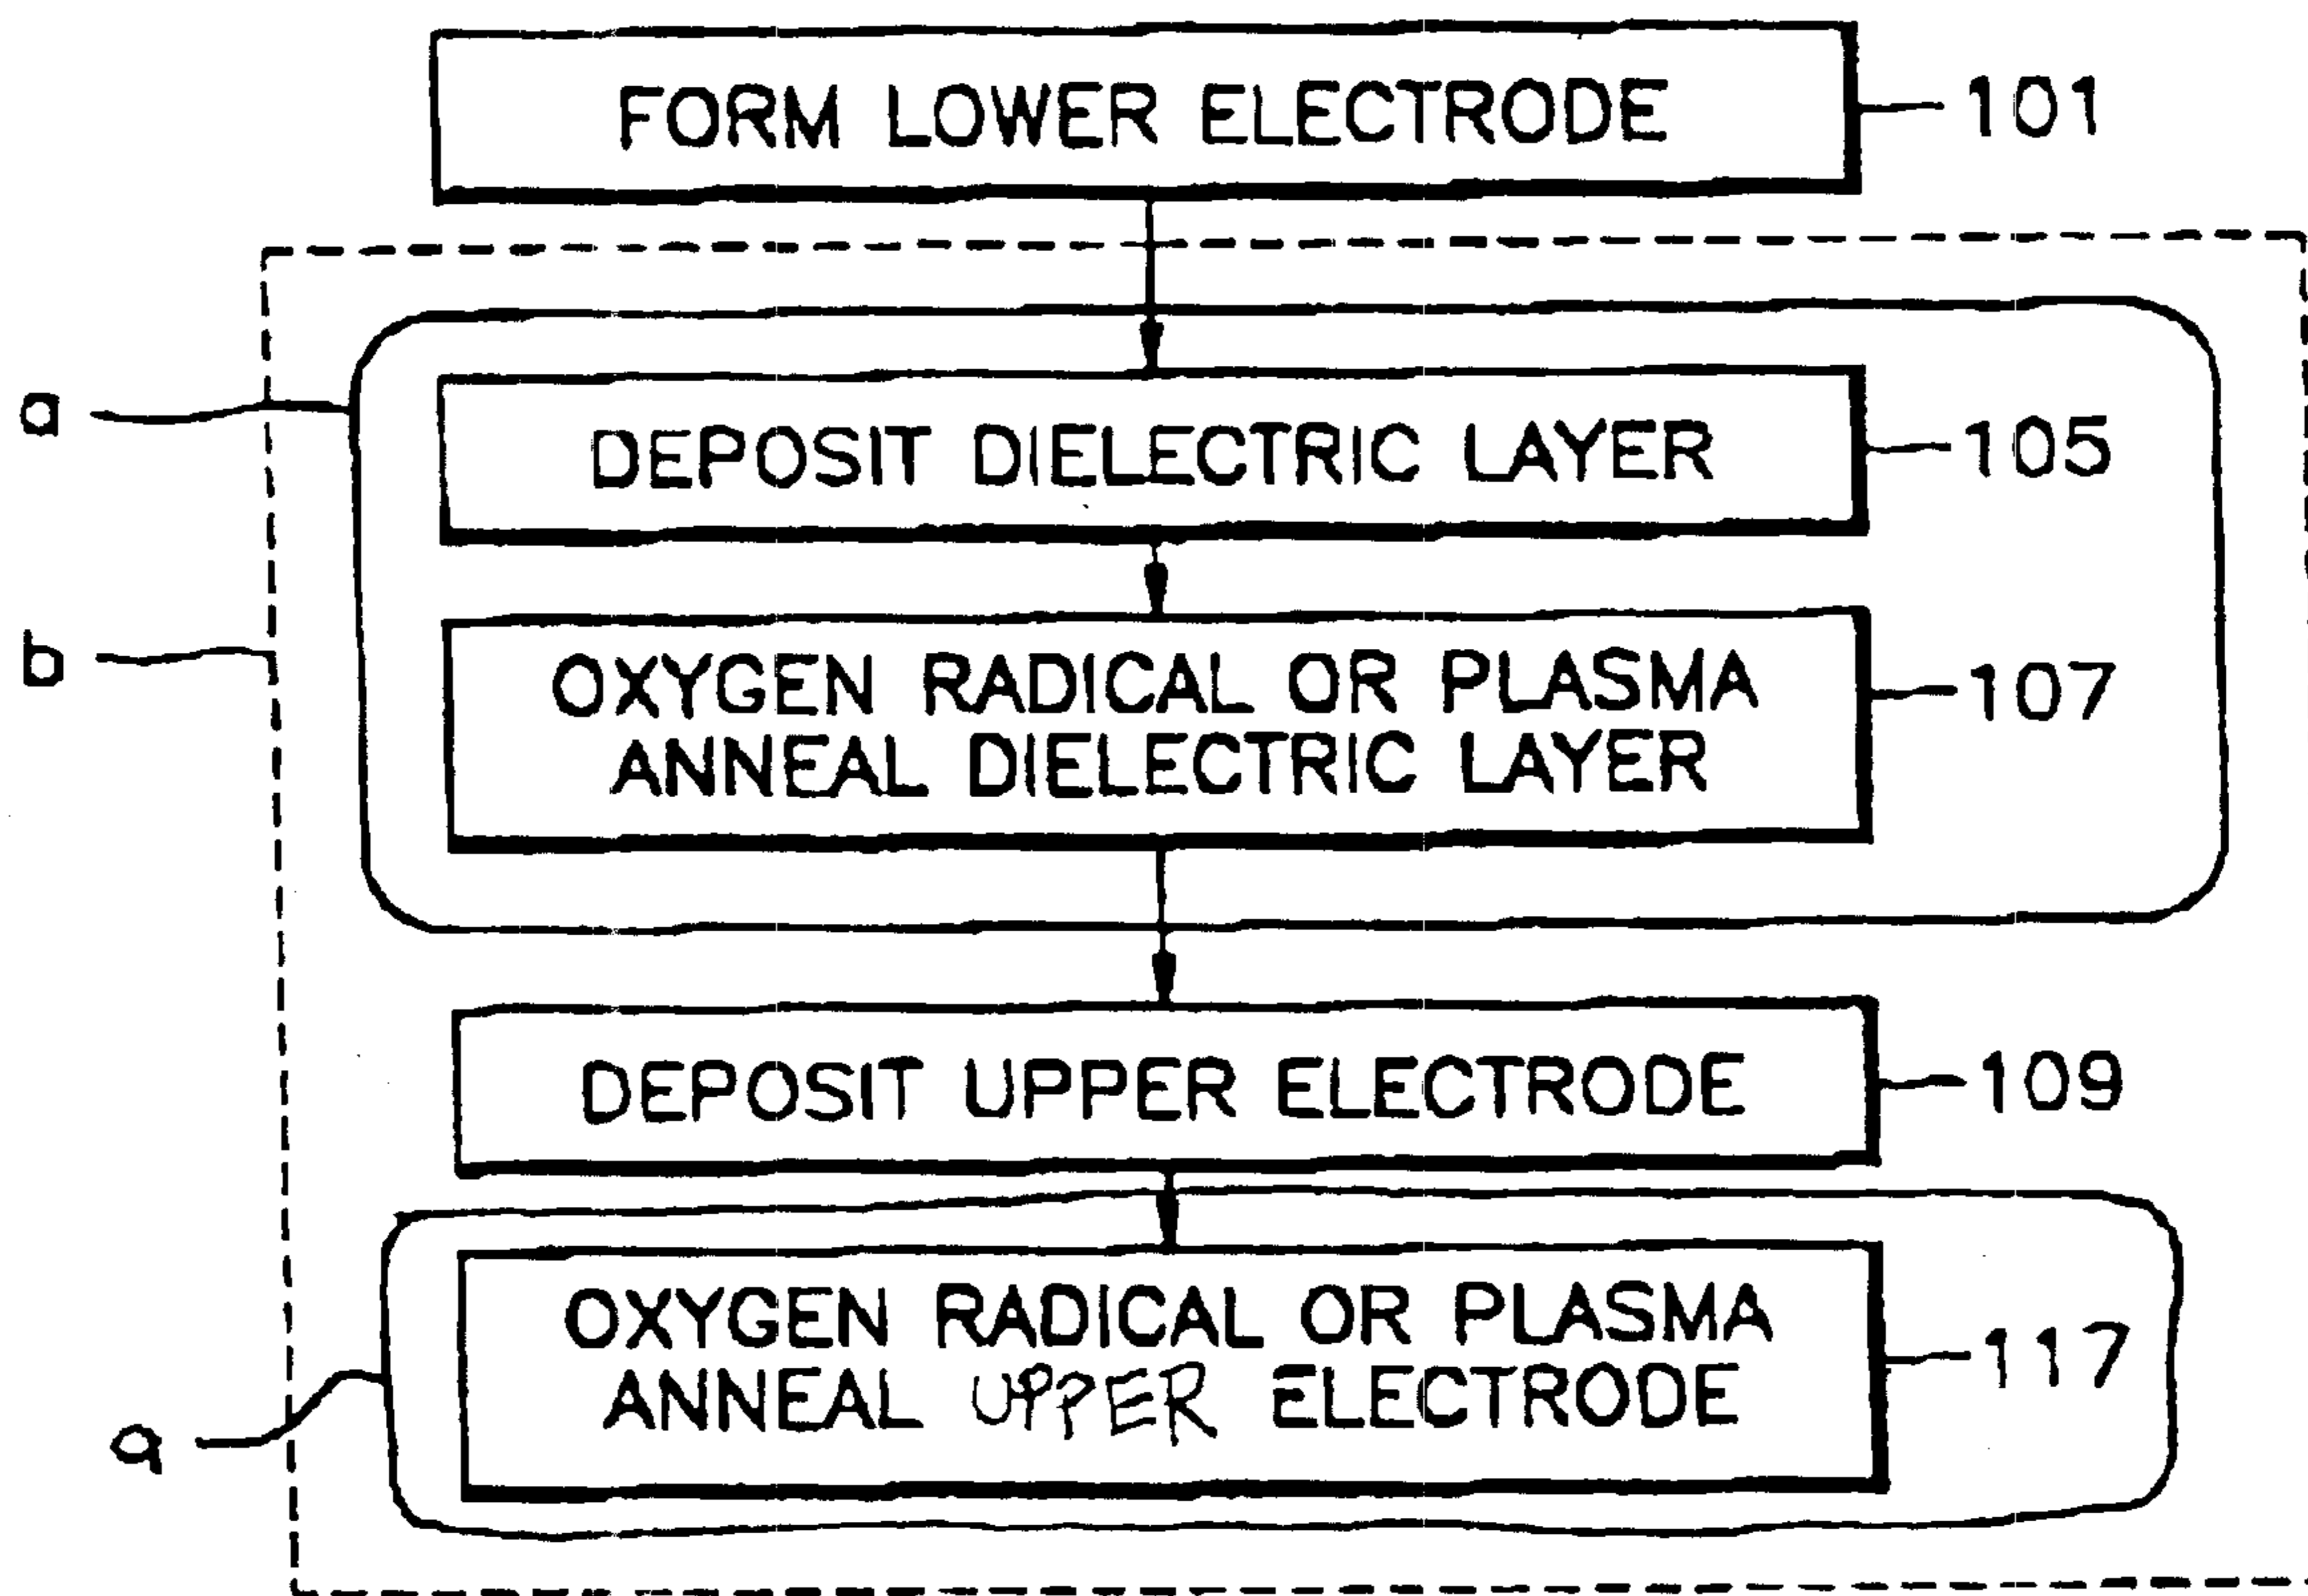 FORM LOWER ELECTRODE 101
a
DEPOSIT DIELECTRIC LAYER 105
b
OXYGEN RADICAL OR PLASMA
ANNEAL DIELECTRIC LAYER
107
DEPOSIT UPPER ELECTRODE 109
OXYGEN RADICAL OR PLASMA
ANNEAL UPPER ELECTRODE
117
a